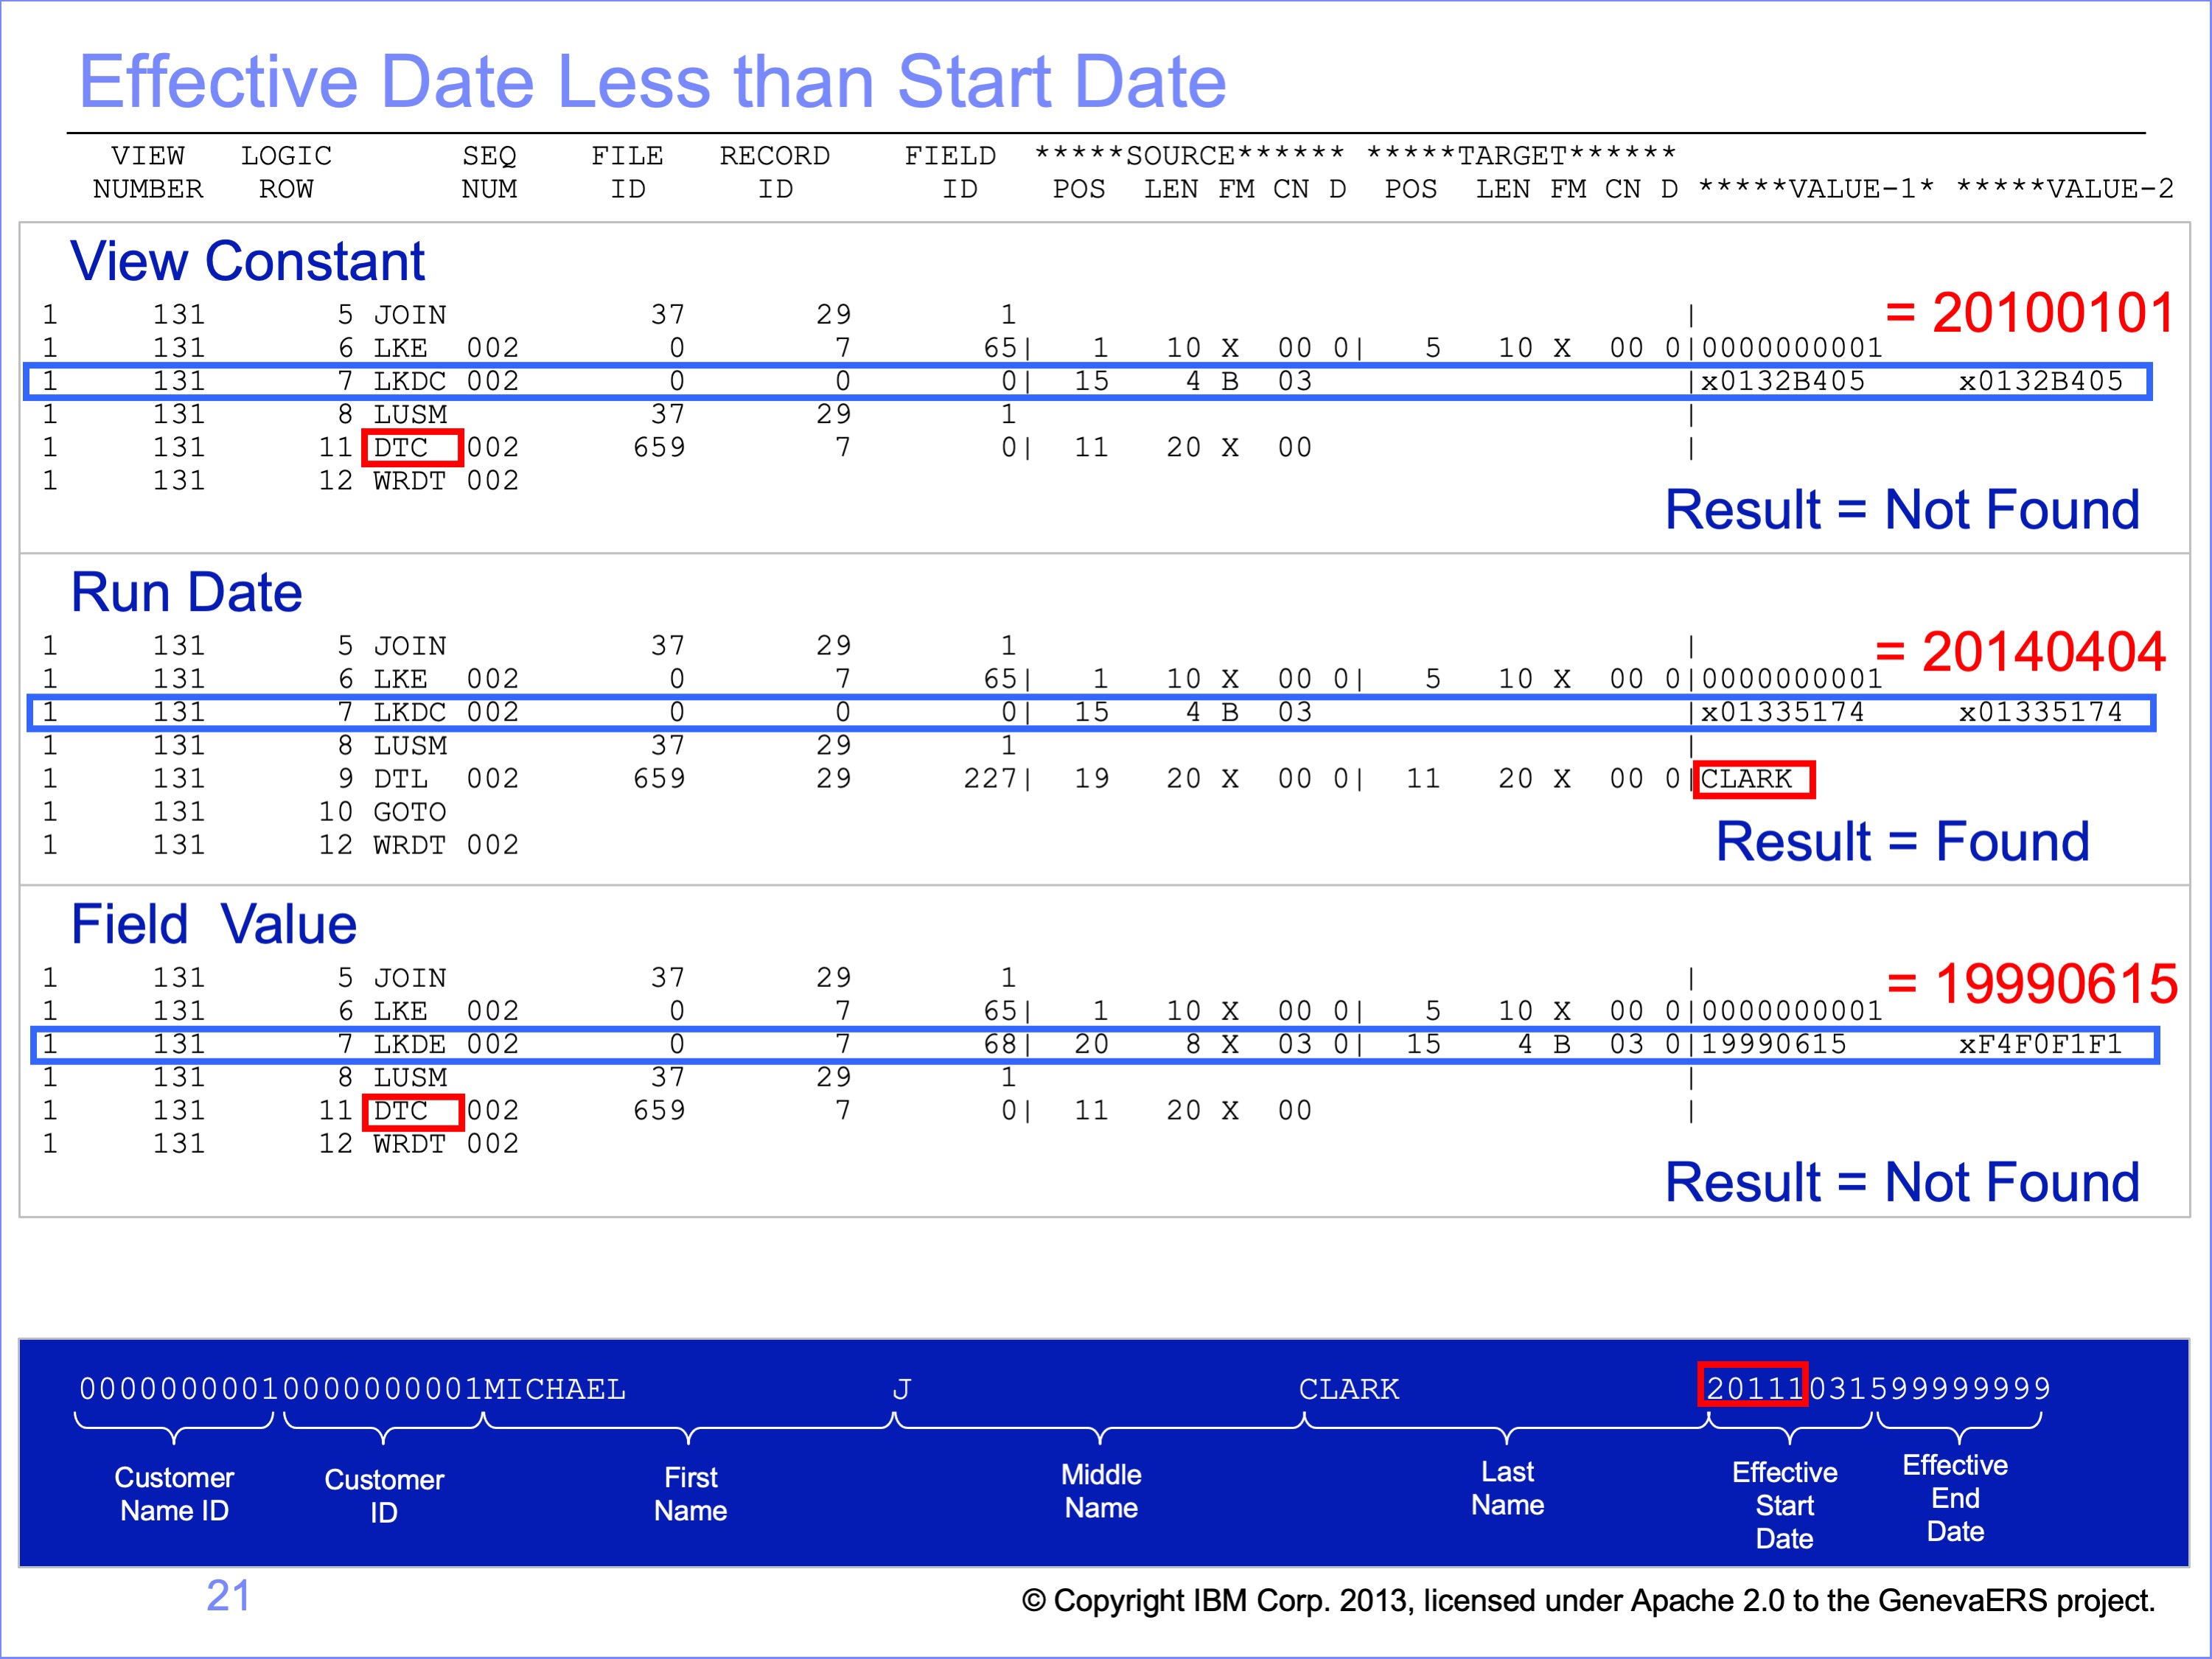 Effective Date Less than Start Date
VIEW LOGIC SEQ FILE RECORD FIELD *****SOURCE****** *****TARGET******
NUMBER ROW NUM ID ID ID POS LEN FM CN D POS LEN FM CN D *****VALUE-1* *****VALUE-2
View Constant
= 20100101
1 131 5 JOIN 37 29 1 |
1 131 6 LKE 002 0 7 65| 1 10 X 00 0| 5 10 X 00 0|0000000001
1 131 7 LKDC 002 0 0 0| 15 4 B 03 |x0132B405 x0132B405
1 131 8 LUSM 37 29 1 |
1 131 11 DTC 002 659 7 0| 11 20 X 00 |
1 131 12 WRDT 002
Result = Not Found
Run Date
= 20140404
1 131 5 JOIN 37 29 1 |
1 131 6 LKE 002 0 7 65| 1 10 X 00 0| 5 10 X 00 0|0000000001
1 131 7 LKDC 002 0 0 0| 15 4 B 03 |x01335174 x01335174
1 131 8 LUSM 37 29 1 |
1 131 9 DTL 002 659 29 227| 19 20 X 00 0| 11 20 X 00 0|CLARK
1 131 10 GOTO
1 131 12 WRDT 002
Result = Found
Field Value
= 19990615
1 131 5 JOIN 37 29 1 |
1 131 6 LKE 002 0 7 65| 1 10 X 00 0| 5 10 X 00 0|0000000001
1 131 7 LKDE 002 0 7 68| 20 8 X 03 0| 15 4 B 03 0|19990615 xF4F0F1F1
1 131 8 LUSM 37 29 1 |
1 131 11 DTC 002 659 7 0| 11 20 X 00 |
1 131 12 WRDT 002
Result = Not Found
00000000010000000001MICHAEL J CLARK 20111031599999999
Customer Name ID
Customer ID
First Name
Middle Name
Last Name
Effective Start Date
Effective End Date
21
© Copyright IBM Corp. 2013, licensed under Apache 2.0 to the GenevaERS project.